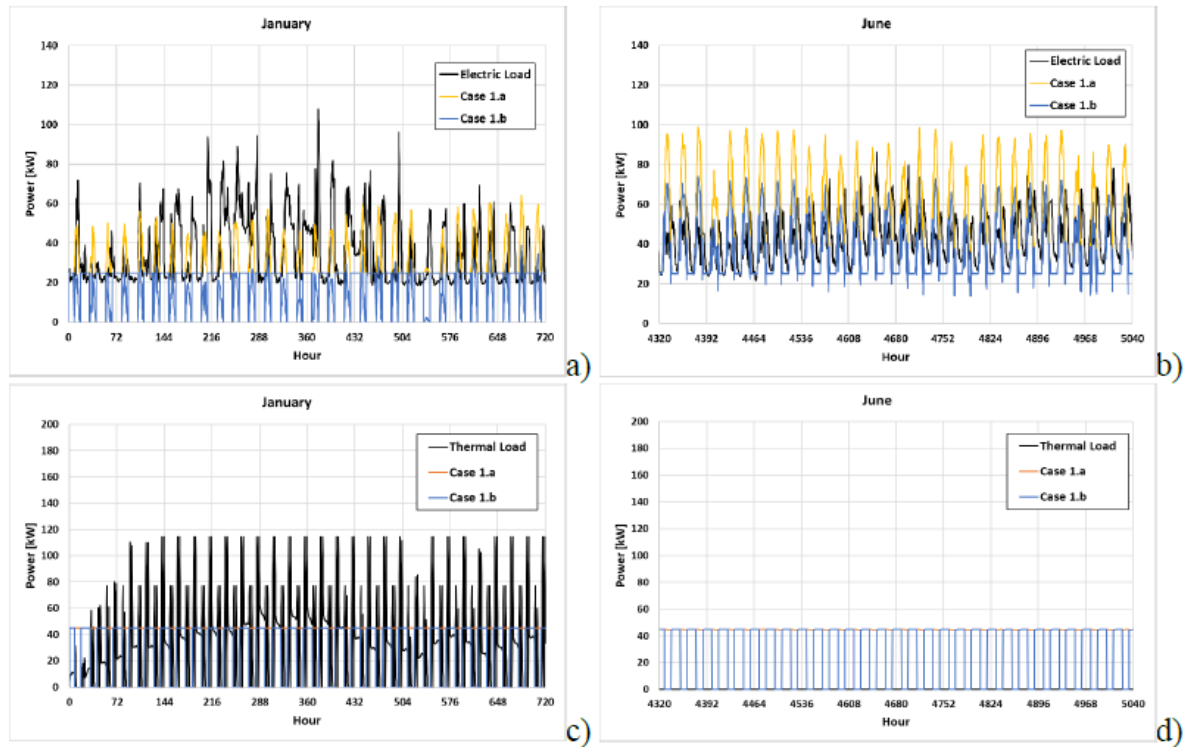 January
140
120
100
80
60
40
20
0
Power [kW]
Electric Load
Case 1.a
Case 1.b
0 72 144 216 288 360 432 504 576 648 720
Hour
a)
June
140
120
100
80
60
40
20
0
Power [kW]
Electric Load
Case 1.a
Case 1.b
4320 4392 4464 4536 4608 4680 4752 4824 4896 4968 5040
Hour
b)
January
200
180
160
140
120
100
80
60
40
20
0
Power [kW]
Thermal Load
Case 1.a
Case 1.b
0 72 144 216 288 360 432 504 576 648 720
Hour
c)
June
200
180
160
140
120
100
80
60
40
20
0
Power [kW]
Thermal Load
Case 1.a
Case 1.b
4320 4392 4464 4536 4608 4680 4752 4824 4896 4968 5040
Hour
d)